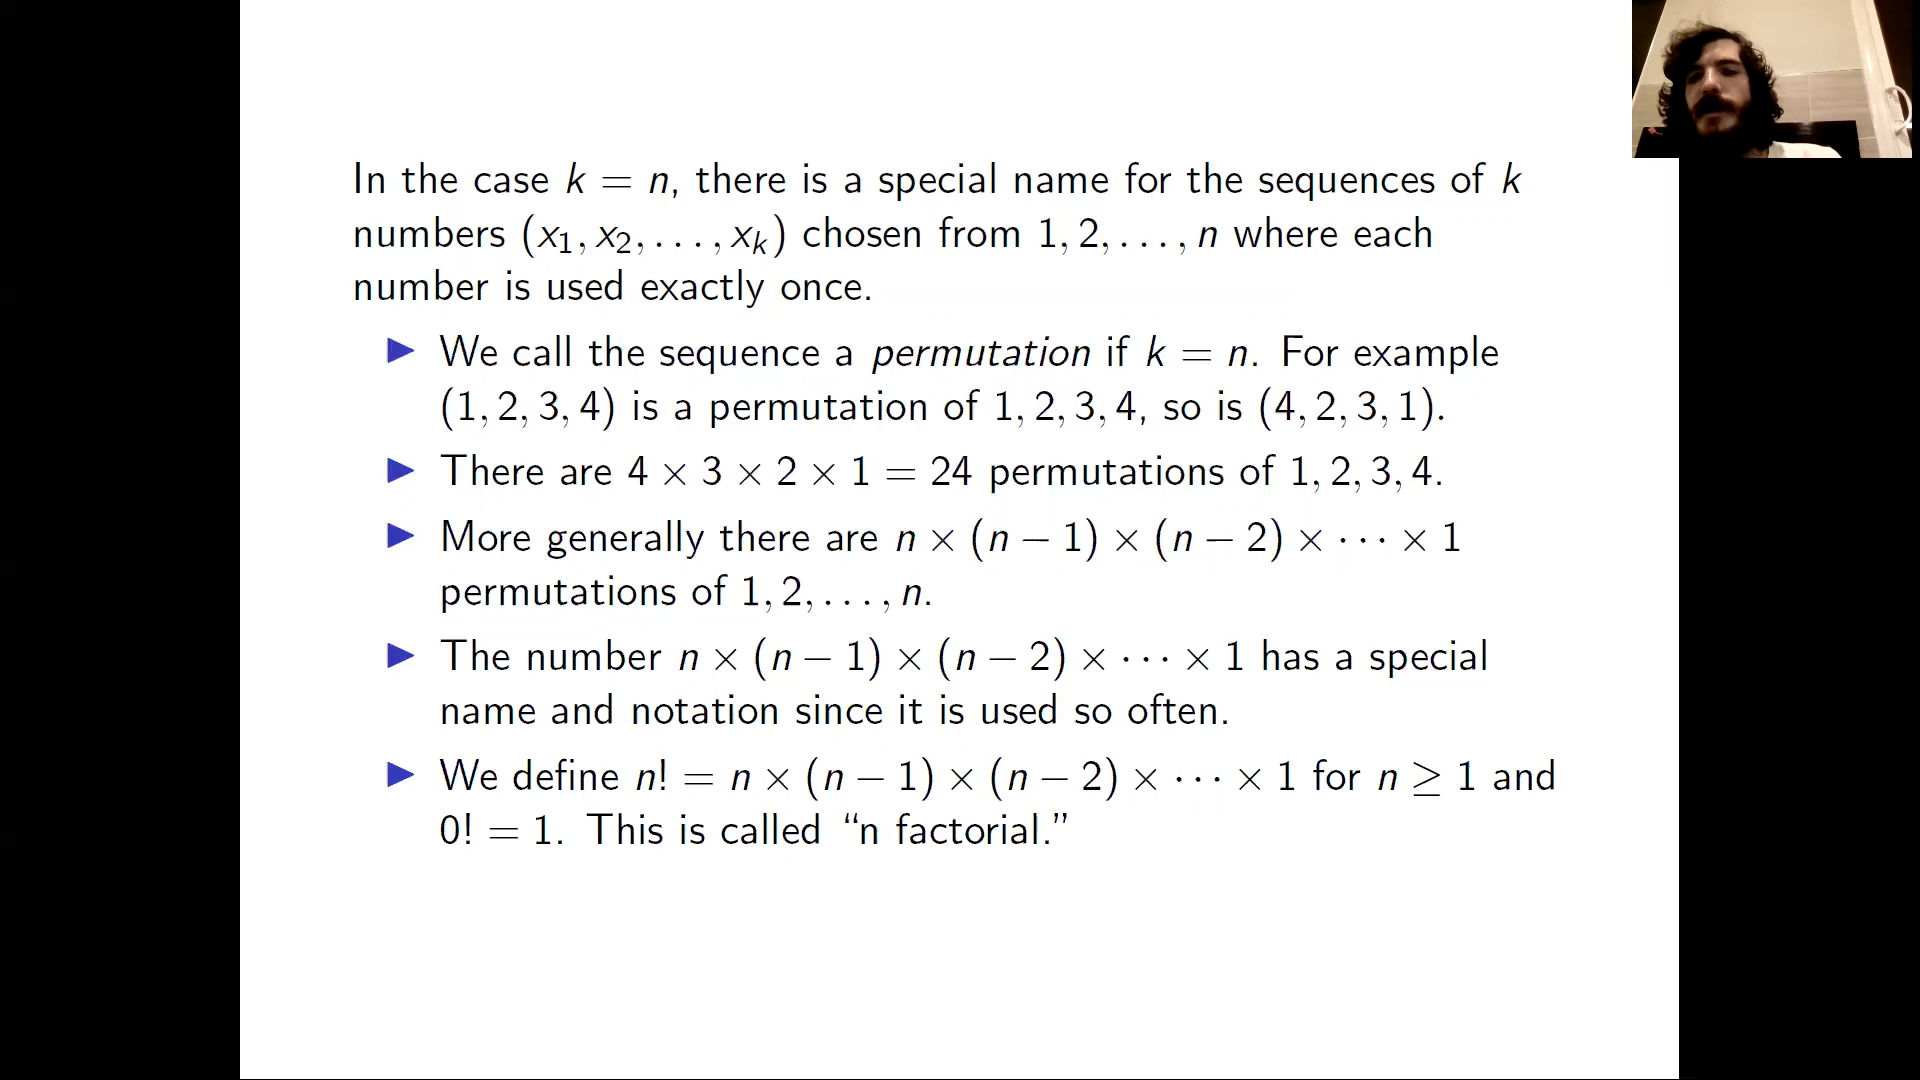 In the case k = n, there is a special name for the sequences of k
numbers (x₁, x₂, . . . , xₖ) chosen from 1, 2, . . . , n where each
number is used exactly once.
▶ We call the sequence a permutation if k = n. For example
(1, 2, 3, 4) is a permutation of 1, 2, 3, 4, so is (4, 2, 3, 1).
▶ There are 4 × 3 × 2 × 1 = 24 permutations of 1, 2, 3, 4.
▶ More generally there are n × (n − 1) × (n − 2) × · · · × 1
permutations of 1, 2, . . . , n.
▶ The number n × (n − 1) × (n − 2) × · · · × 1 has a special
name and notation since it is used so often.
▶ We define n! = n × (n − 1) × (n − 2) × · · · × 1 for n ≥ 1 and
0! = 1. This is called “n factorial.”